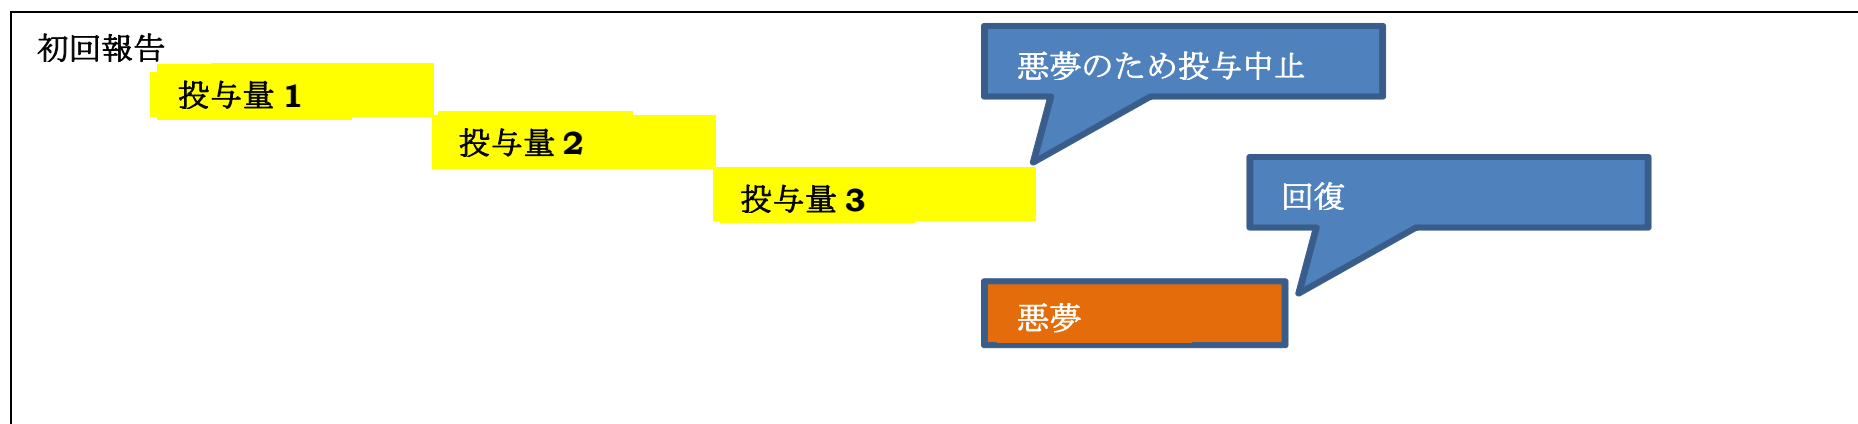 初回報告
投与量 1
投与量 2
投与量 3
悪夢のため投与中止
回復
悪夢